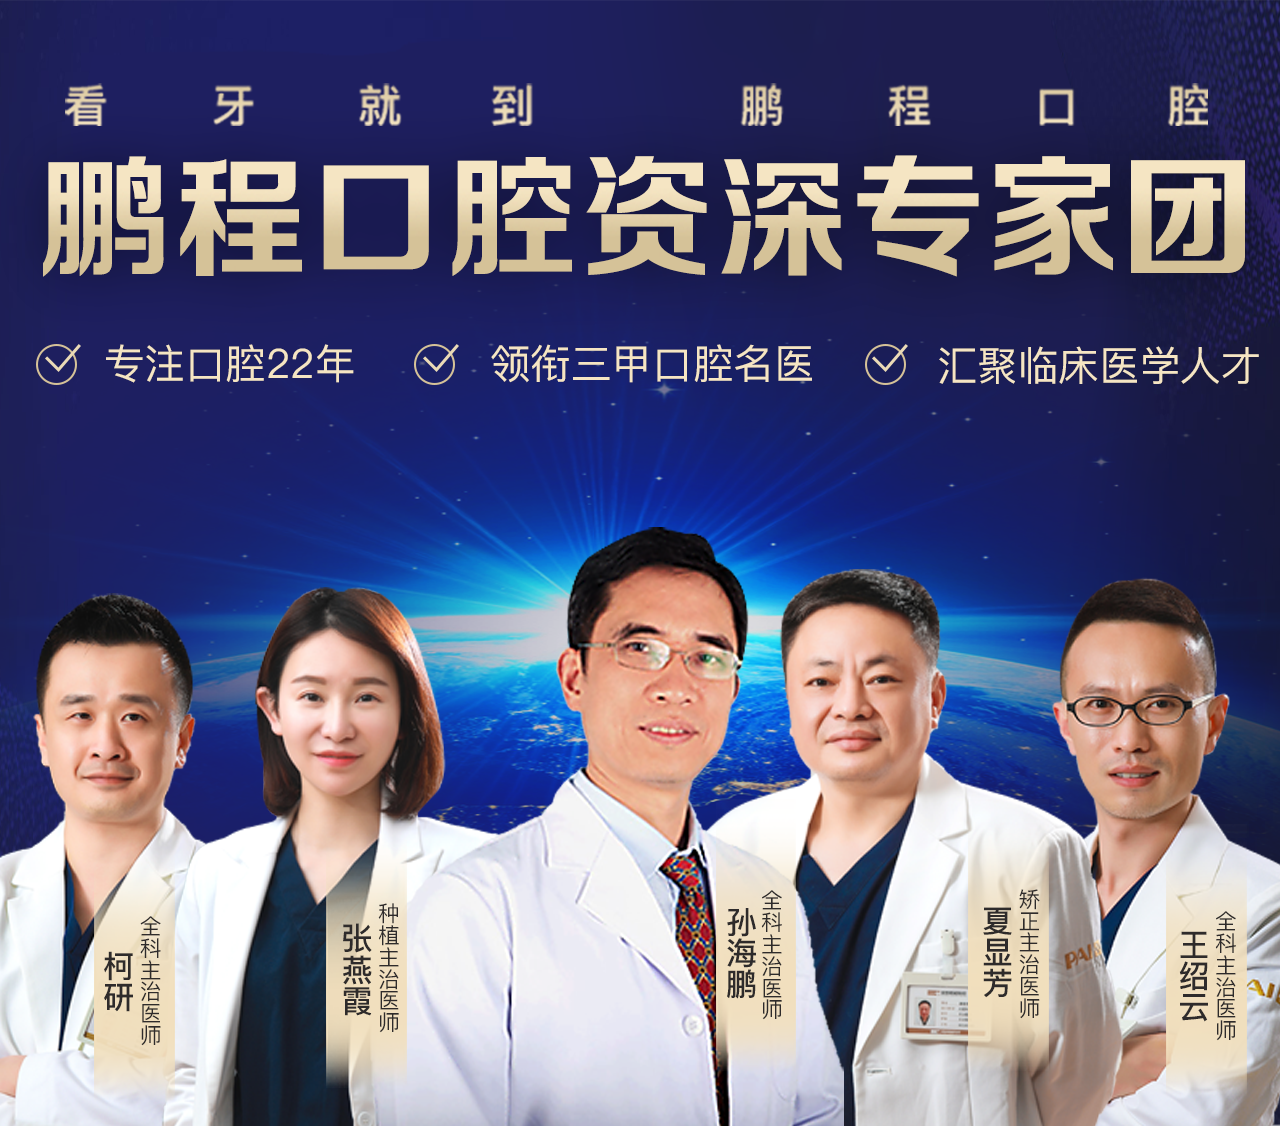 看牙就到 鹏程口腔
鹏程口腔资深专家团
专注口腔22年
领衔三甲口腔名医
汇聚临床医学人才
全科主治医师
柯研
种植主治医师
张燕霞
全科主治医师
孙海鹏
矫正主治医师
夏显芳
全科主治医师
王绍云